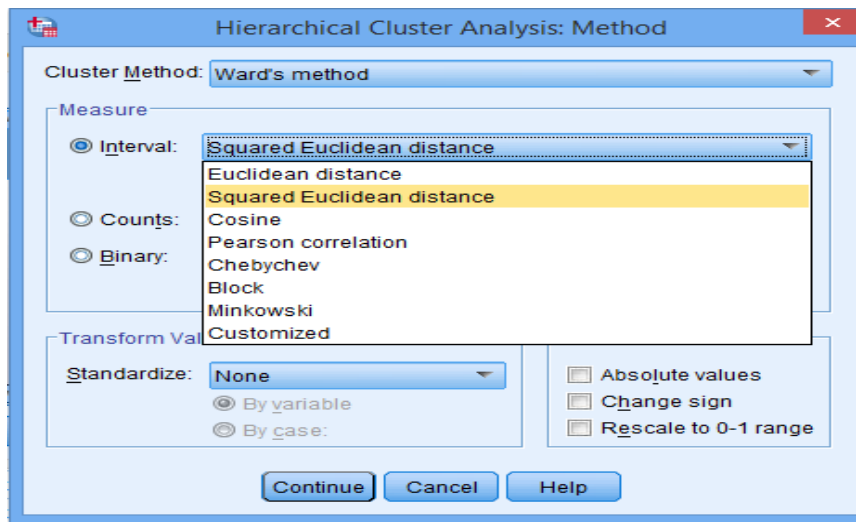 Hierarchical Cluster Analysis: Method
Cluster Method: Ward's method
Measure
Interval: Squared Euclidean distance
Euclidean distance
Squared Euclidean distance
Counts: Cosine
Pearson correlation
Binary: Chebychev
Block
Minkowski
Customized
Transform Val
Standardize: None
By variable
By case:
Absolute values
Change sign
Rescale to 0-1 range
Continue Cancel Help